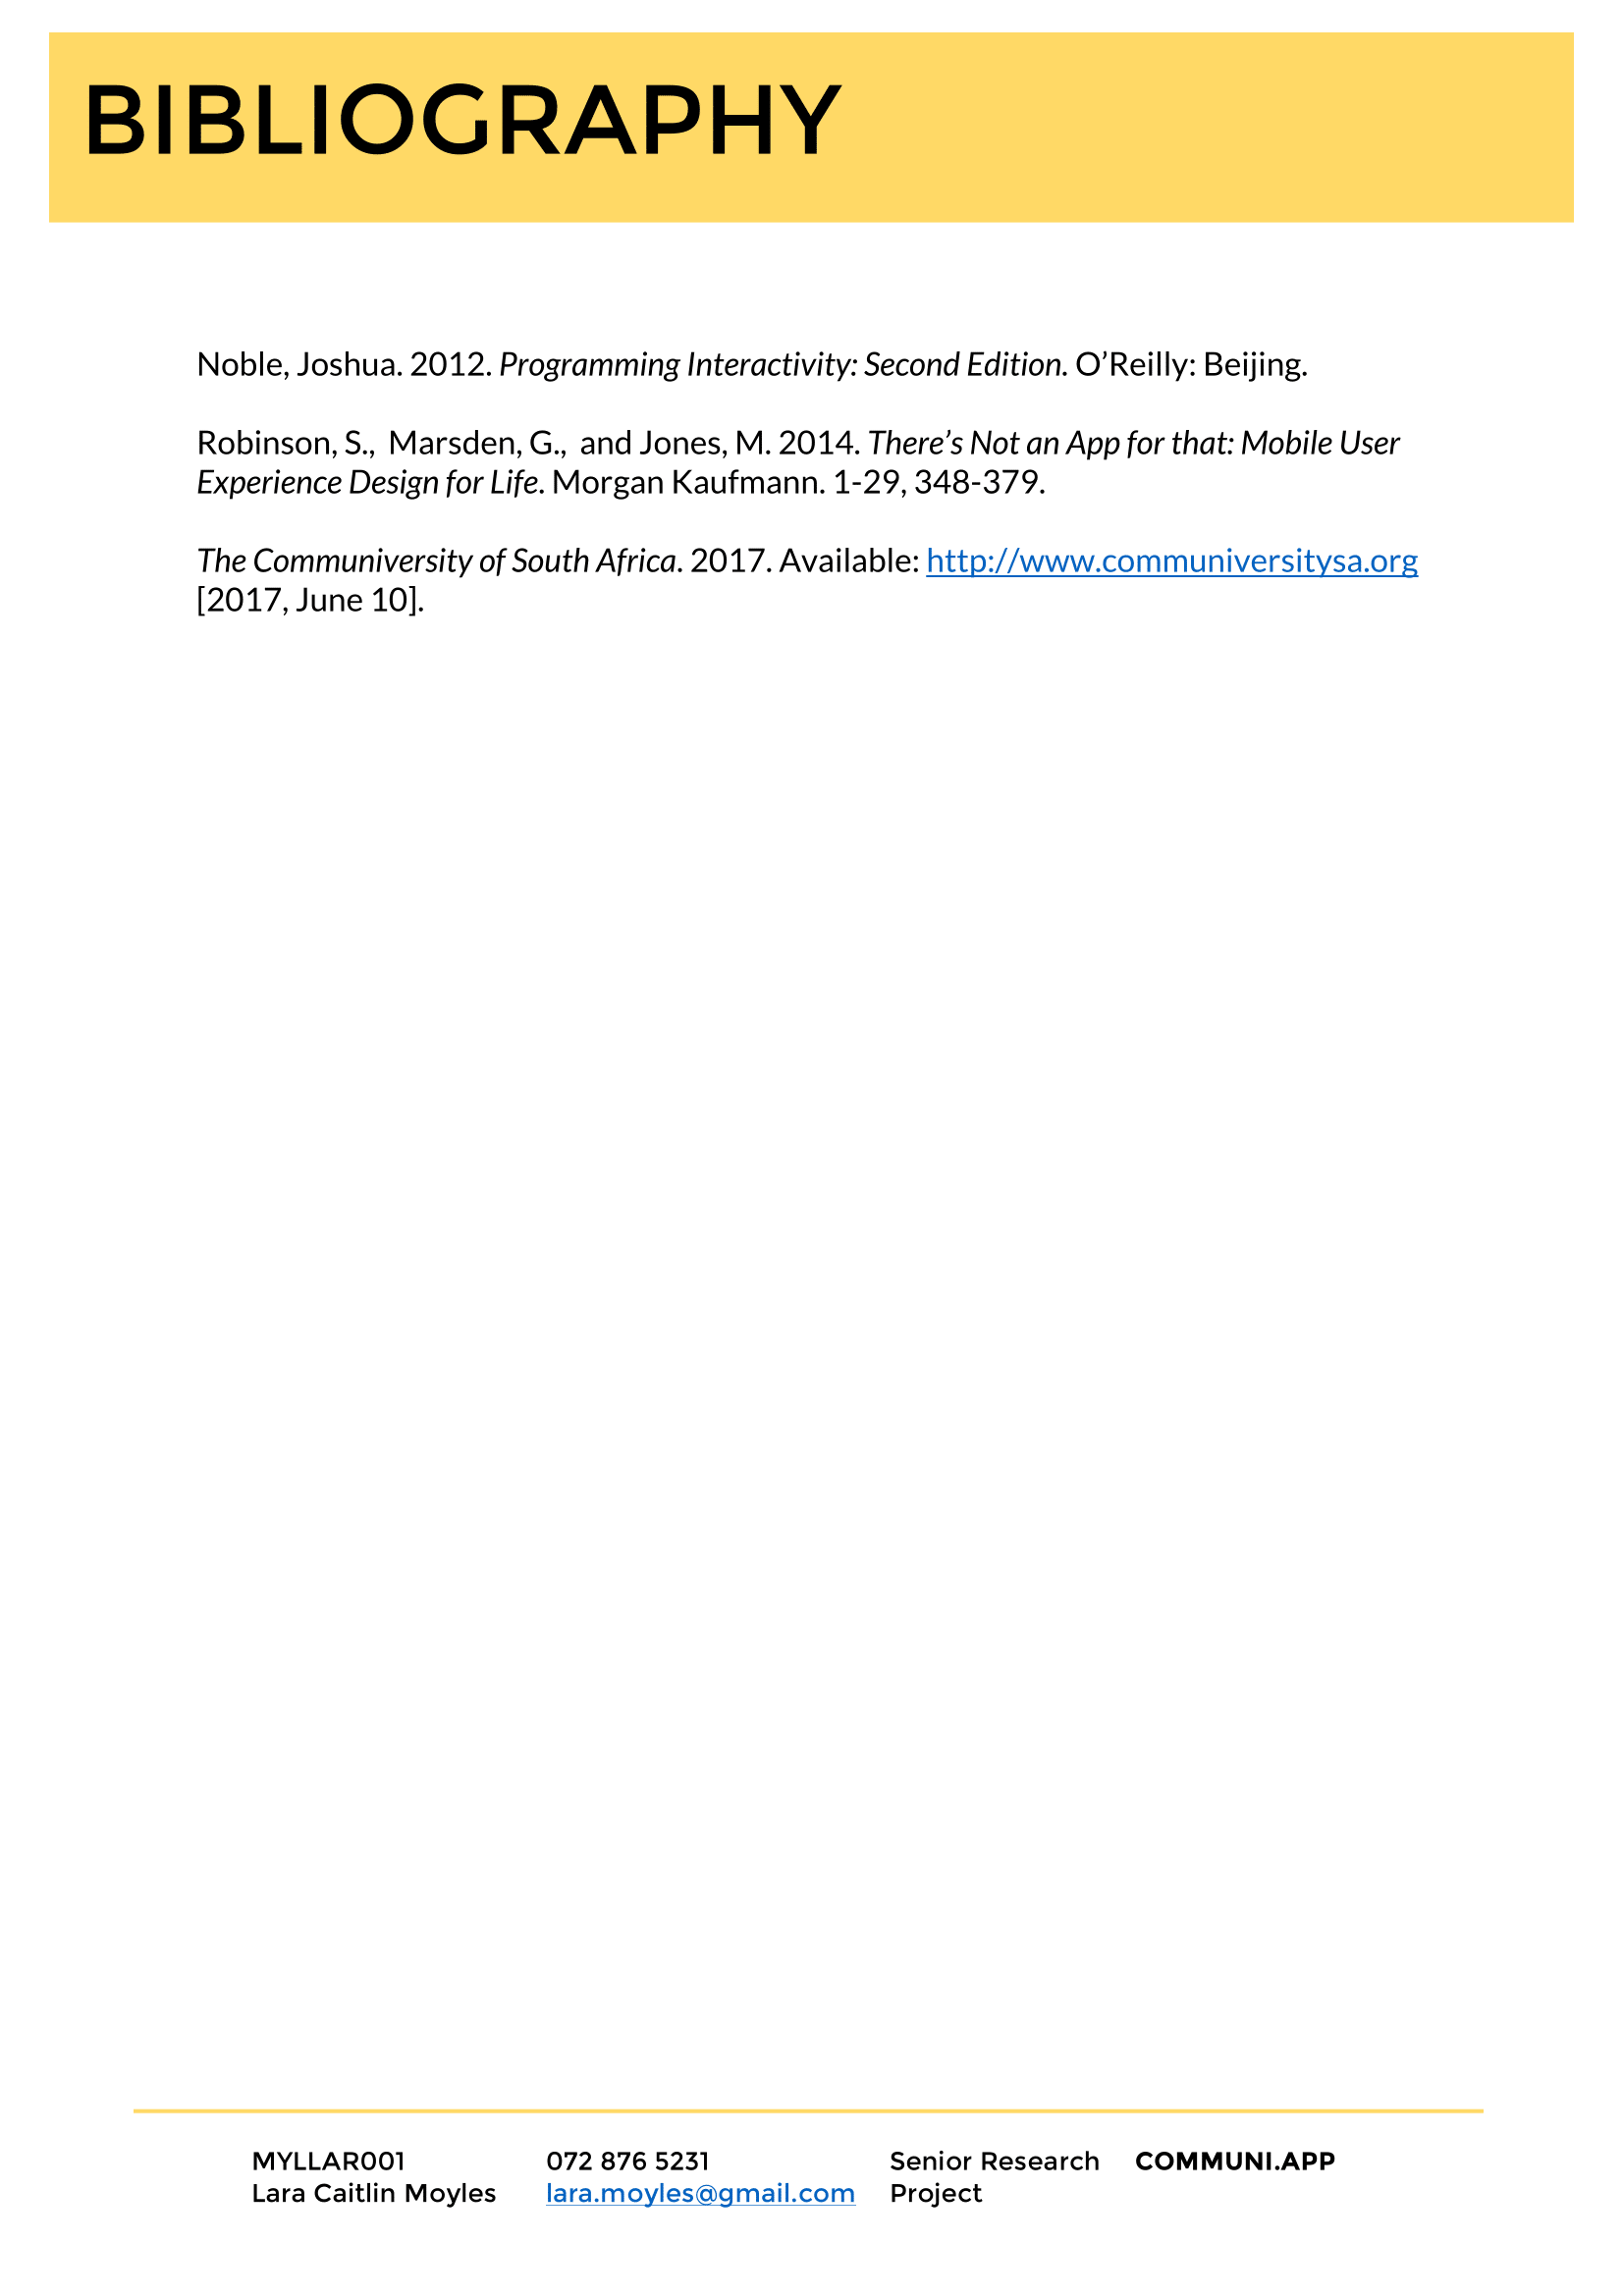 BIBLIOGRAPHY
Noble, Joshua. 2012. Programming Interactivity: Second Edition. O’Reilly: Beijing.
Robinson, S.,  Marsden, G.,  and Jones, M. 2014. There’s Not an App for that: Mobile User
Experience Design for Life. Morgan Kaufmann. 1-29, 348-379.
The Communiversity of South Africa. 2017. Available: http://www.communiversitysa.org
[2017, June 10].
MYLLAR001 072 876 5231 Senior Research COMMUNI.APP
Lara Caitlin Moyles lara.moyles@gmail.com Project